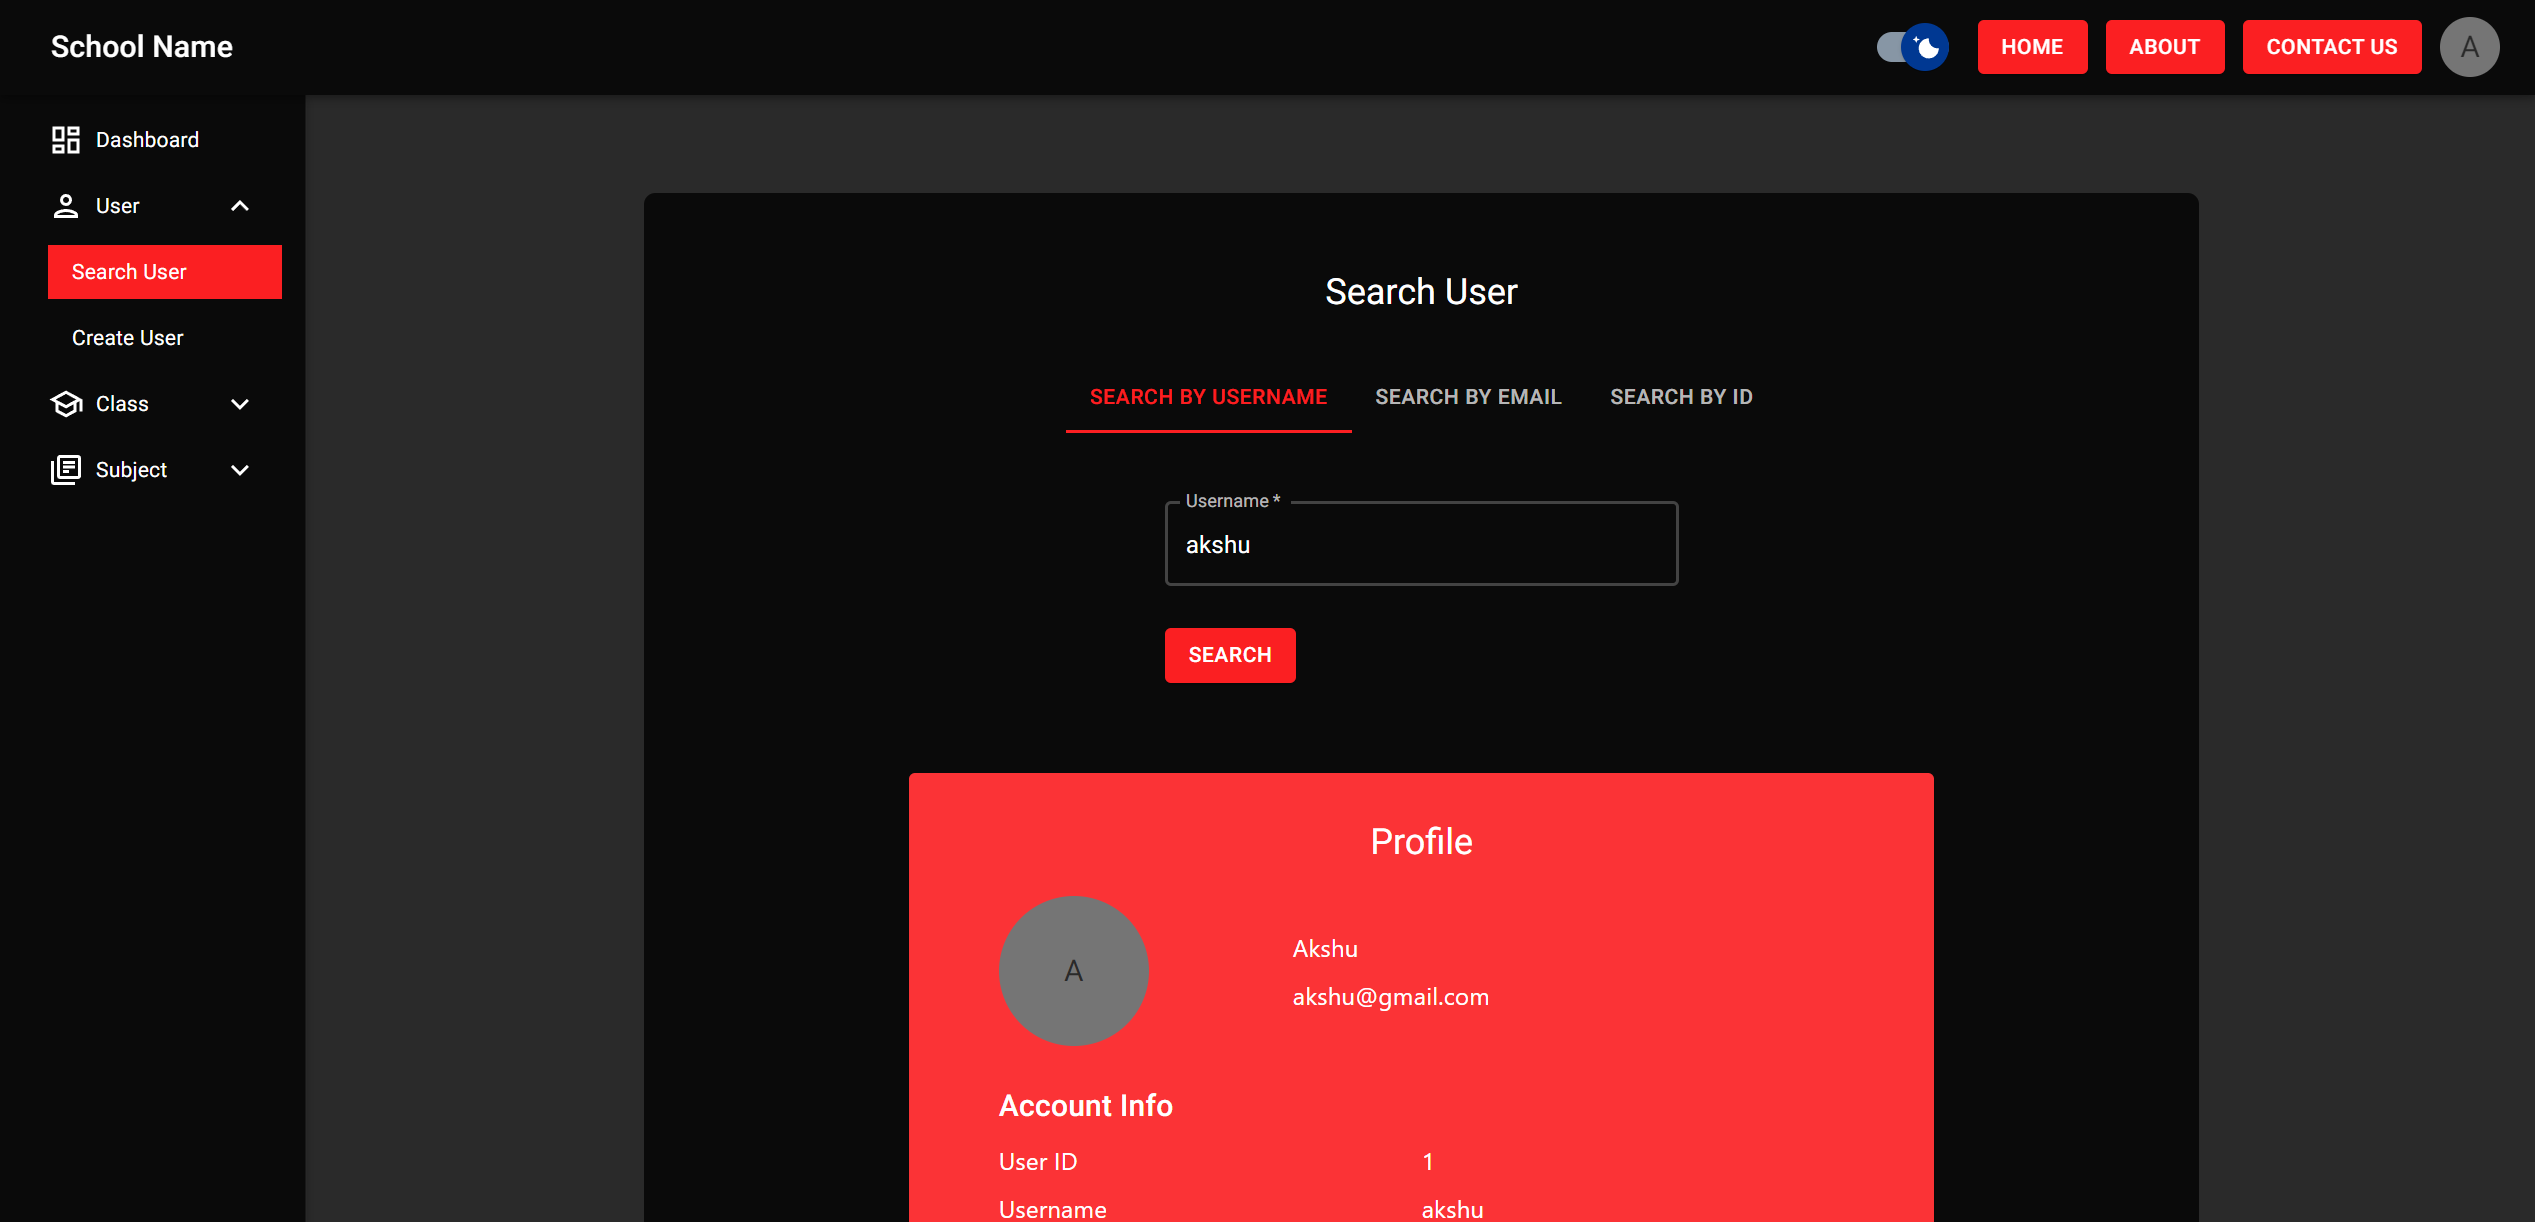 School Name
HOME
ABOUT
CONTACT US
A
Dashboard
User
Search User
Create User
Class
Subject
Search User
SEARCH BY USERNAME
SEARCH BY EMAIL
SEARCH BY ID
Username *
akshu
SEARCH
Profile
A
Akshu
akshu@gmail.com
Account Info
User ID 1
Username akshu